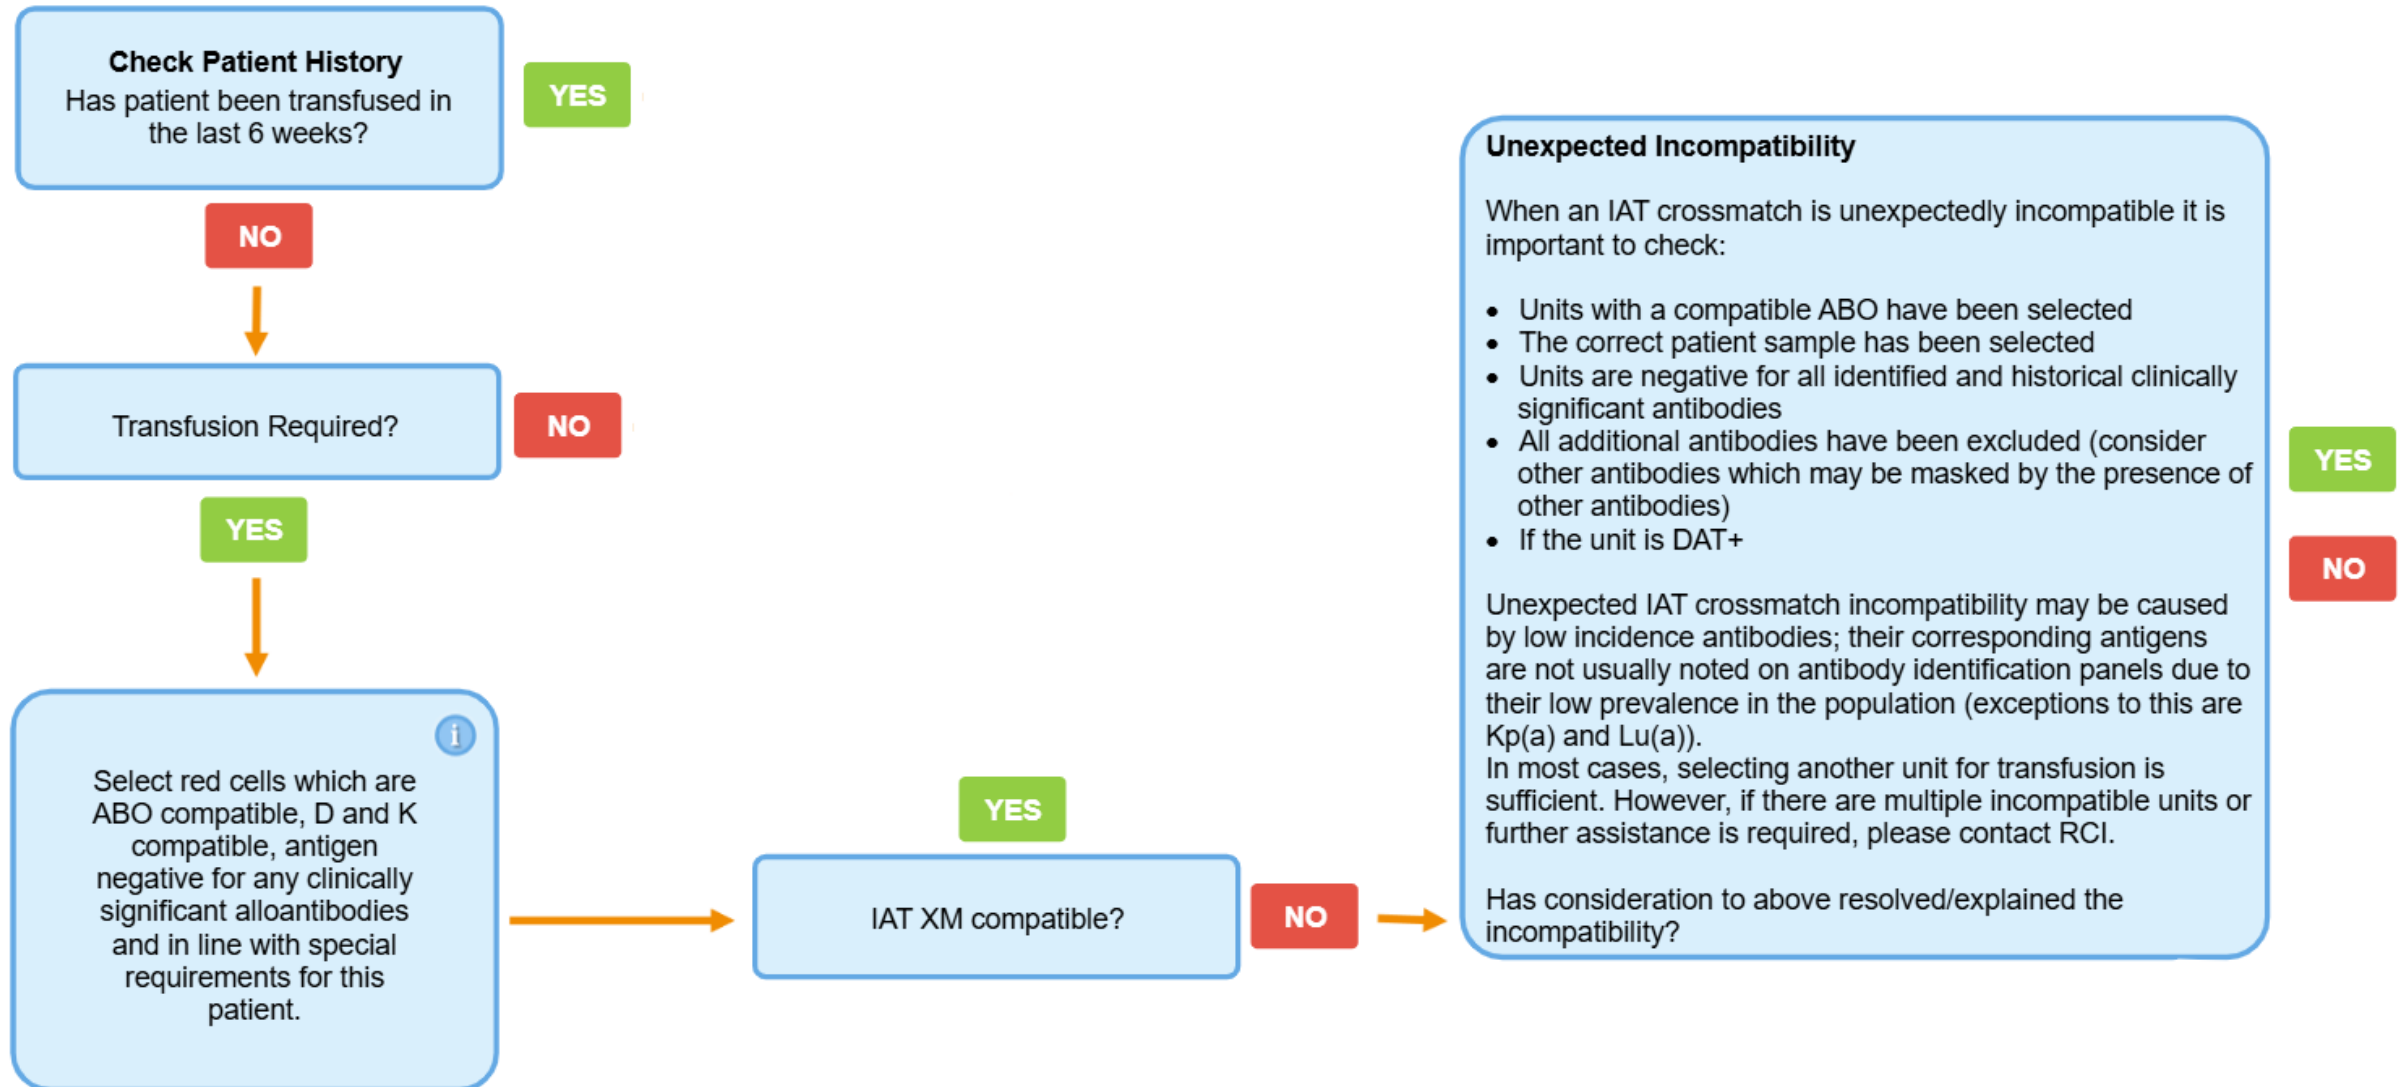 Check Patient History
Has patient been transfused in
the last 6 weeks?
YES
NO
Transfusion Required?
NO
YES
i
Select red cells which are
ABO compatible, D and K
compatible, antigen
negative for any clinically
significant alloantibodies
and in line with special
requirements for this
patient.
YES
IAT XM compatible?
NO
Unexpected Incompatibility
When an IAT crossmatch is unexpectedly incompatible it is
important to check:
• Units with a compatible ABO have been selected
• The correct patient sample has been selected
• Units are negative for all identified and historical clinically
significant antibodies
• All additional antibodies have been excluded (consider
other antibodies which may be masked by the presence of
other antibodies)
• If the unit is DAT+
Unexpected IAT crossmatch incompatibility may be caused
by low incidence antibodies; their corresponding antigens
are not usually noted on antibody identification panels due to
their low prevalence in the population (exceptions to this are
Kp(a) and Lu(a)).
In most cases, selecting another unit for transfusion is
sufficient. However, if there are multiple incompatible units or
further assistance is required, please contact RCI.
Has consideration to above resolved/explained the
incompatibility?
YES
NO